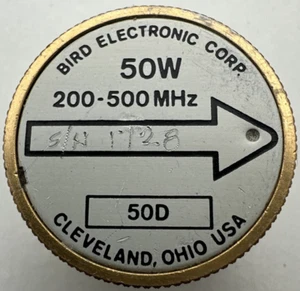 BIRD ELECTRONIC CORP.
50W
200-500 MHz
S/N 1728
50D
CLEVELAND, OHIO USA